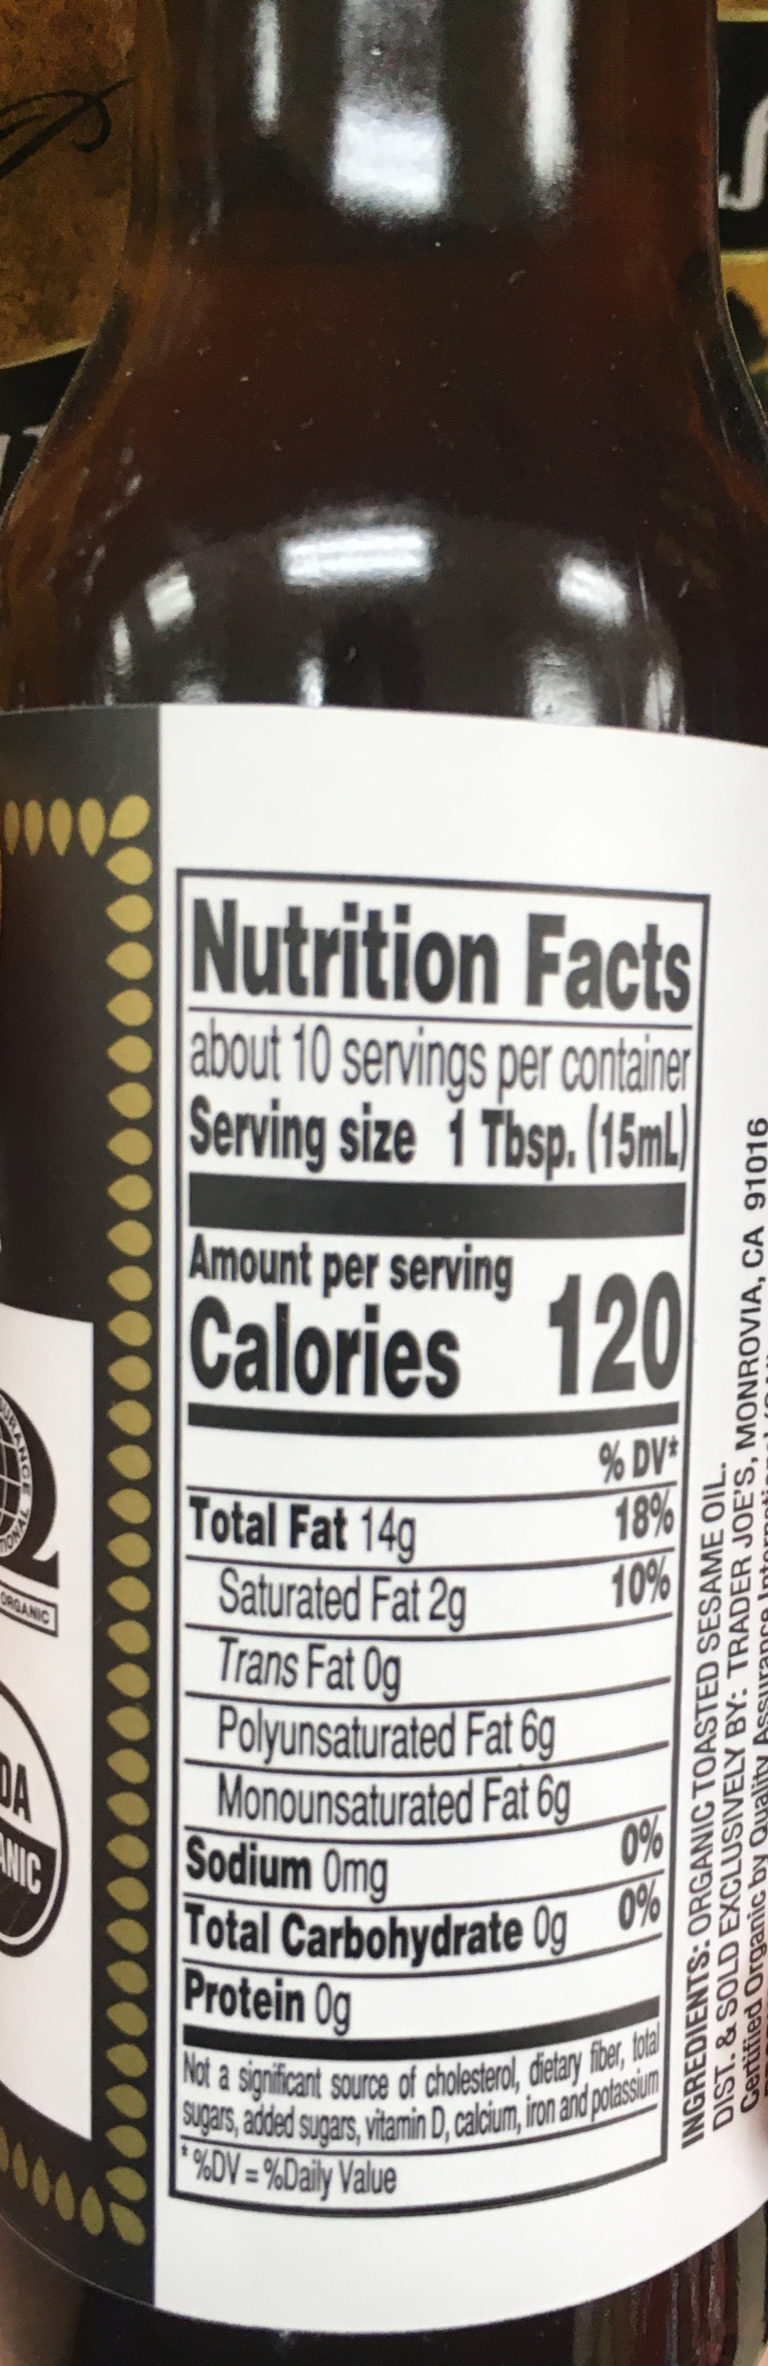 Nutrition Facts
about 10 servings per container
Serving size 1 Tbsp. (15mL)
Amount per serving
Calories 120
% DV*
Total Fat 14g 18%
Saturated Fat 2g 10%
Trans Fat 0g
Polyunsaturated Fat 6g
Monounsaturated Fat 6g
Sodium 0mg 0%
Total Carbohydrate 0g 0%
Protein 0g
Not a significant source of cholesterol, dietary fiber, total
sugars, added sugars, vitamin D, calcium, iron and potassium
* %DV = %Daily Value
INGREDIENTS: ORGANIC TOASTED SESAME OIL.
DIST. & SOLD EXCLUSIVELY BY: TRADER JOE'S, MONROVIA, CA 91016
Certified Organic by Quality Assurance International
ORGANIC